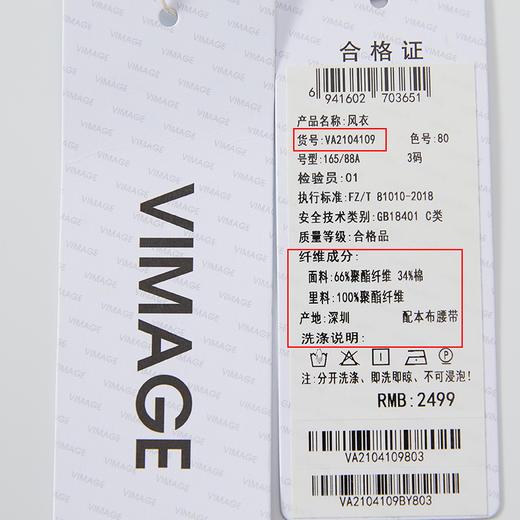 VIMAGE
合格证
6 941602 703651
产品名称:风衣
货号:VA2104109 色号:80
号型:165/88A 3码
检验员:01
执行标准:FZ/T 81010-2018
安全技术类别:GB18401 C类
质量等级:合格品
纤维成分:
面料:66%聚酯纤维 34%棉
里料:100%聚酯纤维
产地:深圳 配本布腰带
洗涤说明:
注:分开洗涤、即洗即晾、不可浸泡!
RMB:2499
VA2104109803
VA2104109BY803